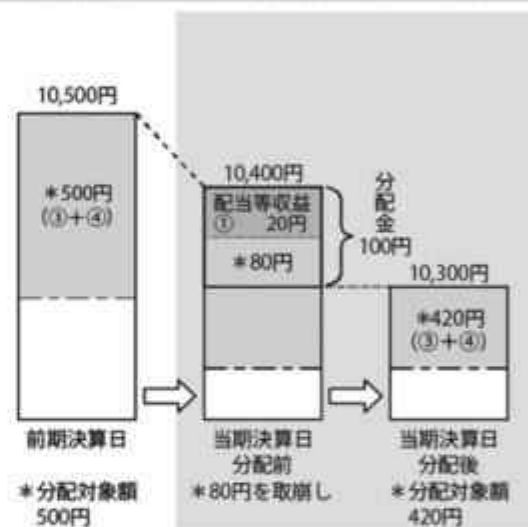 10,500円
*500円
(③+④)
前期決算日
*分配対象額
500円
10,400円
配当等収益
① 20円
*80円
分配金
100円
当期決算日
分配前
*80円を取崩し
10,300円
*420円
(③+④)
当期決算日
分配後
*分配対象額
420円